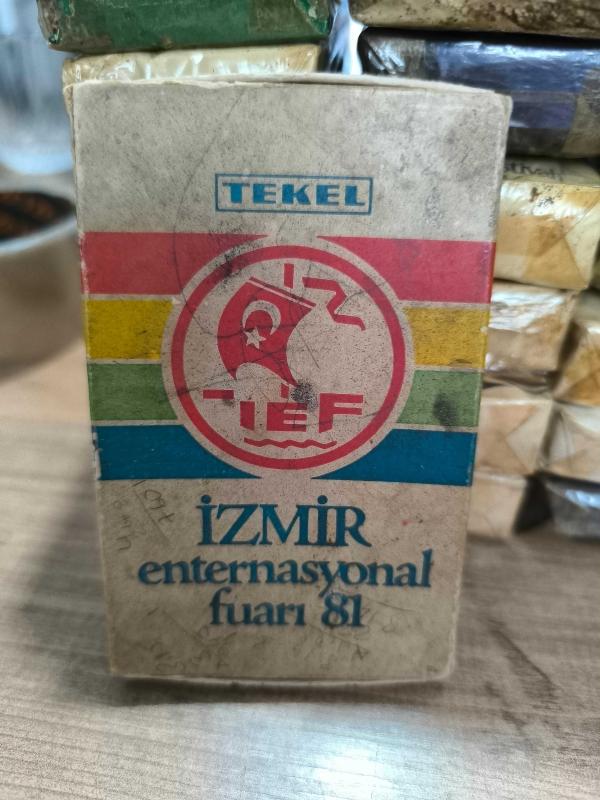 TEKEL
İZ
İEF
İZMİR
enternasyonal
fuarı 81